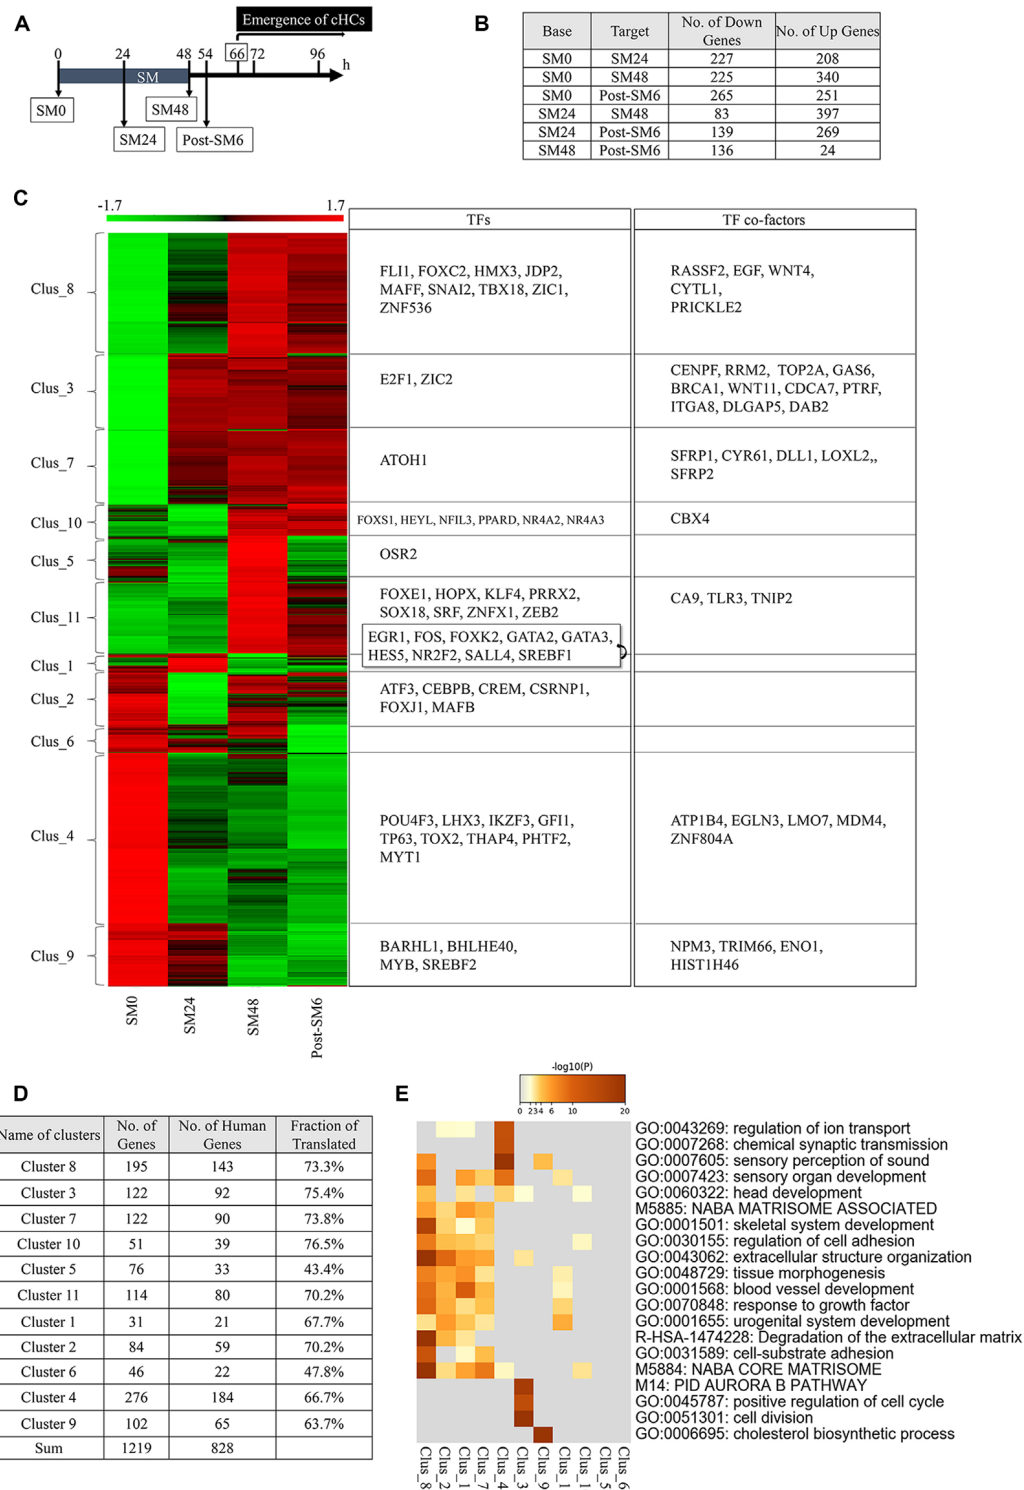 A
Emergence of cHCs
0 24 48 54 66 72 96 h
SM
SM0 SM48
SM24 Post-SM6
B
Base Target No. of Down Genes No. of Up Genes
SM0 SM24 227 208
SM0 SM48 225 340
SM0 Post-SM6 265 251
SM24 SM48 83 397
SM24 Post-SM6 139 269
SM48 Post-SM6 136 24
C
-1.7 1.7
TFs TF co-factors
Clus_8
FLI1, FOXC2, HMX3, JDP2,
MAFF, SNAI2, TBX18, ZIC1,
ZNF536
RASSF2, EGF, WNT4,
CYTL1,
PRICKLE2
Clus_3
E2F1, ZIC2
CENPF, RRM2, TOP2A, GAS6,
BRCA1, WNT11, CDCA7, PTRF,
ITGA8, DLGAP5, DAB2
Clus_7
ATOH1
SFRP1, CYR61, DLL1, LOXL2,,
SFRP2
Clus_10
FOXS1, HEYL, NFIL3, PPARD, NR4A2, NR4A3
CBX4
Clus_5
OSR2
Clus_11
FOXE1, HOPX, KLF4, PRRX2,
SOX18, SRF, ZNFX1, ZEB2
CA9, TLR3, TNIP2
EGR1, FOS, FOXK2, GATA2, GATA3,
HES5, NR2F2, SALL4, SREBF1
Clus_1
Clus_2
ATF3, CEBPB, CREM, CSRNP1,
FOXJ1, MAFB
Clus_6
Clus_4
POU4F3, LHX3, IKZF3, GFI1,
TP63, TOX2, THAP4, PHTF2,
MYT1
ATP1B4, EGLN3, LMO7, MDM4,
ZNF804A
Clus_9
BARHL1, BHLHE40,
MYB, SREBF2
NPM3, TRIM66, ENO1,
HIST1H46
SM0
SM24
SM48
Post-SM6
D
Name of clusters No. of Genes No. of Human Genes Fraction of Translated
Cluster 8 195 143 73.3%
Cluster 3 122 92 75.4%
Cluster 7 122 90 73.8%
Cluster 10 51 39 76.5%
Cluster 5 76 33 43.4%
Cluster 11 114 80 70.2%
Cluster 1 31 21 67.7%
Cluster 2 84 59 70.2%
Cluster 6 46 22 47.8%
Cluster 4 276 184 66.7%
Cluster 9 102 65 63.7%
Sum 1219 828
E
-log10(P)
0 2 3 4 6 10 20
GO:0043269: regulation of ion transport
GO:0007268: chemical synaptic transmission
GO:0007605: sensory perception of sound
GO:0007423: sensory organ development
GO:0060322: head development
M5885: NABA MATRISOME ASSOCIATED
GO:0001501: skeletal system development
GO:0030155: regulation of cell adhesion
GO:0043062: extracellular structure organization
GO:0048729: tissue morphogenesis
GO:0001568: blood vessel development
GO:0070848: response to growth factor
GO:0001655: urogenital system development
R-HSA-1474228: Degradation of the extracellular matrix
GO:0031589: cell-substrate adhesion
M5884: NABA CORE MATRISOME
M14: PID AURORA B PATHWAY
GO:0045787: positive regulation of cell cycle
GO:0051301: cell division
GO:0006695: cholesterol biosynthetic process
Clus_8
Clus_2
Clus_1
Clus_7
Clus_4
Clus_3
Clus_9
Clus_1
Clus_1
Clus_5
Clus_6